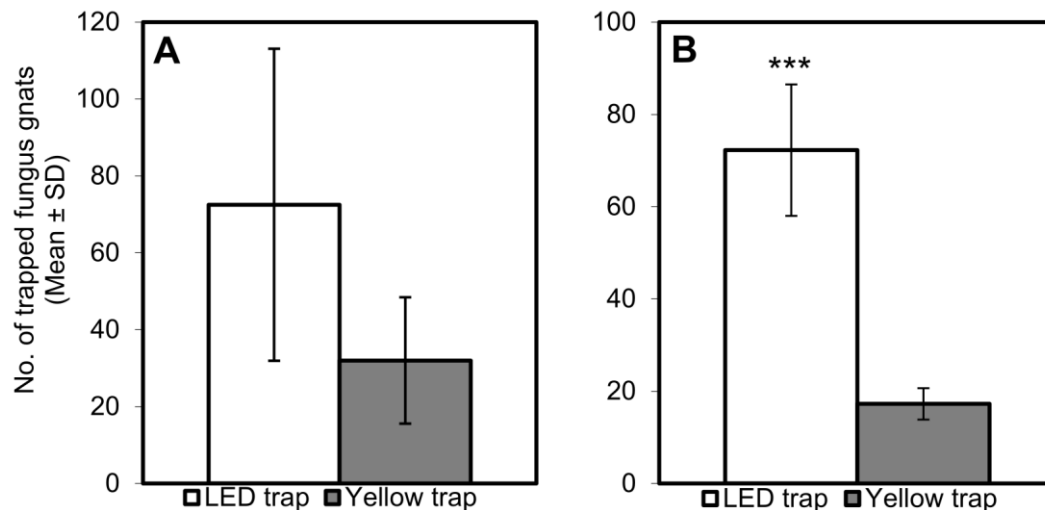 No. of trapped fungus gnats
(Mean ± SD)
A
120
100
80
60
40
20
0
LED trap Yellow trap
B
***
100
80
60
40
20
0
LED trap Yellow trap